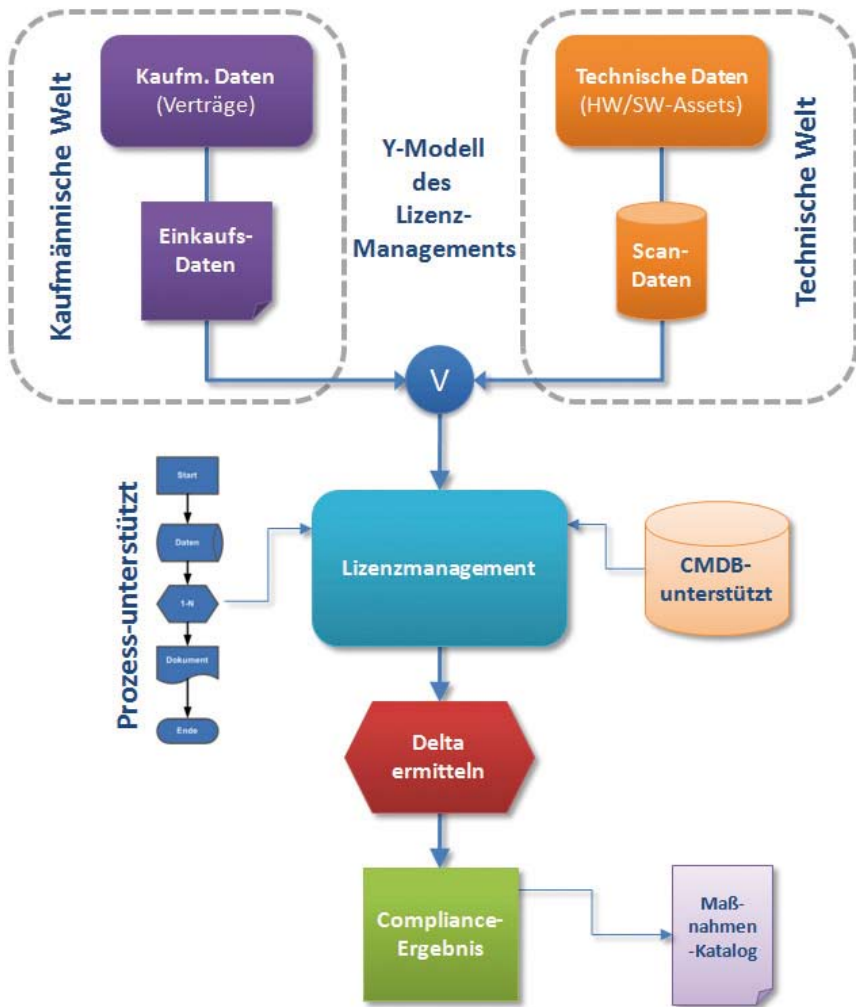 Kaufmännische Welt
Kaufm. Daten
(Verträge)
Einkaufs-
Daten
Y-Modell
des
Lizenz-
Managements
Technische Daten
(HW/SW-Assets)
Scan-
Daten
Technische Welt
V
Prozess-unterstützt
Start
Daten
1-N
Dokument
Ende
Lizenzmanagement
CMDB-
unterstützt
Delta
ermitteln
Compliance-
Ergebnis
Maß-
nahmen
-Katalog